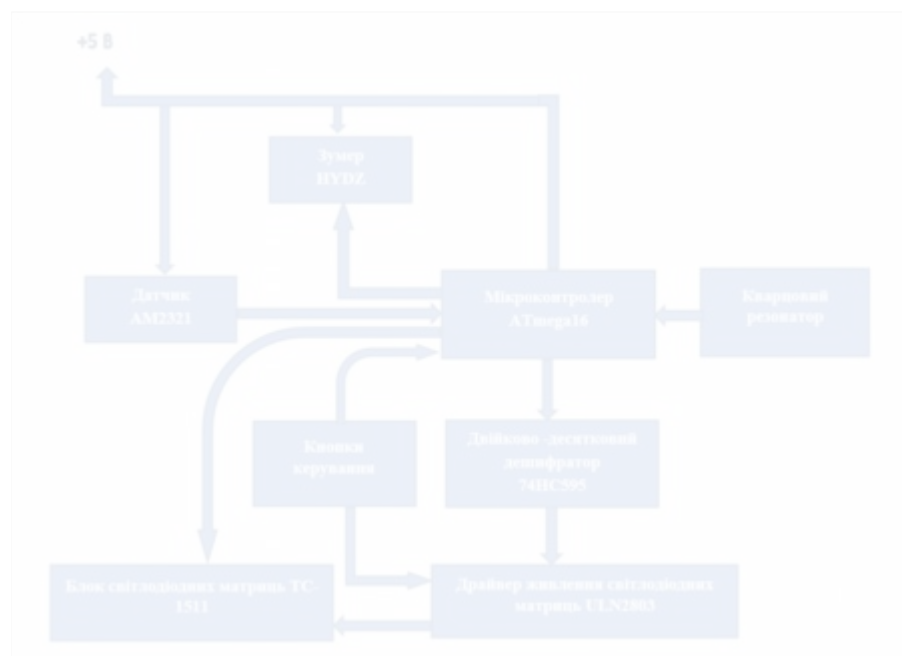 +5 В
Зумер
HYDZ
Датчик
AM2321
Мікроконтролер
ATmega16
Кварцовий
резонатор
Кнопки
керування
Двійково-десятковий
дешифратор
74HC595
Блок світлодіодних матриць TC-
1511
Драйвер живлення світлодіодних
матриць ULN2803